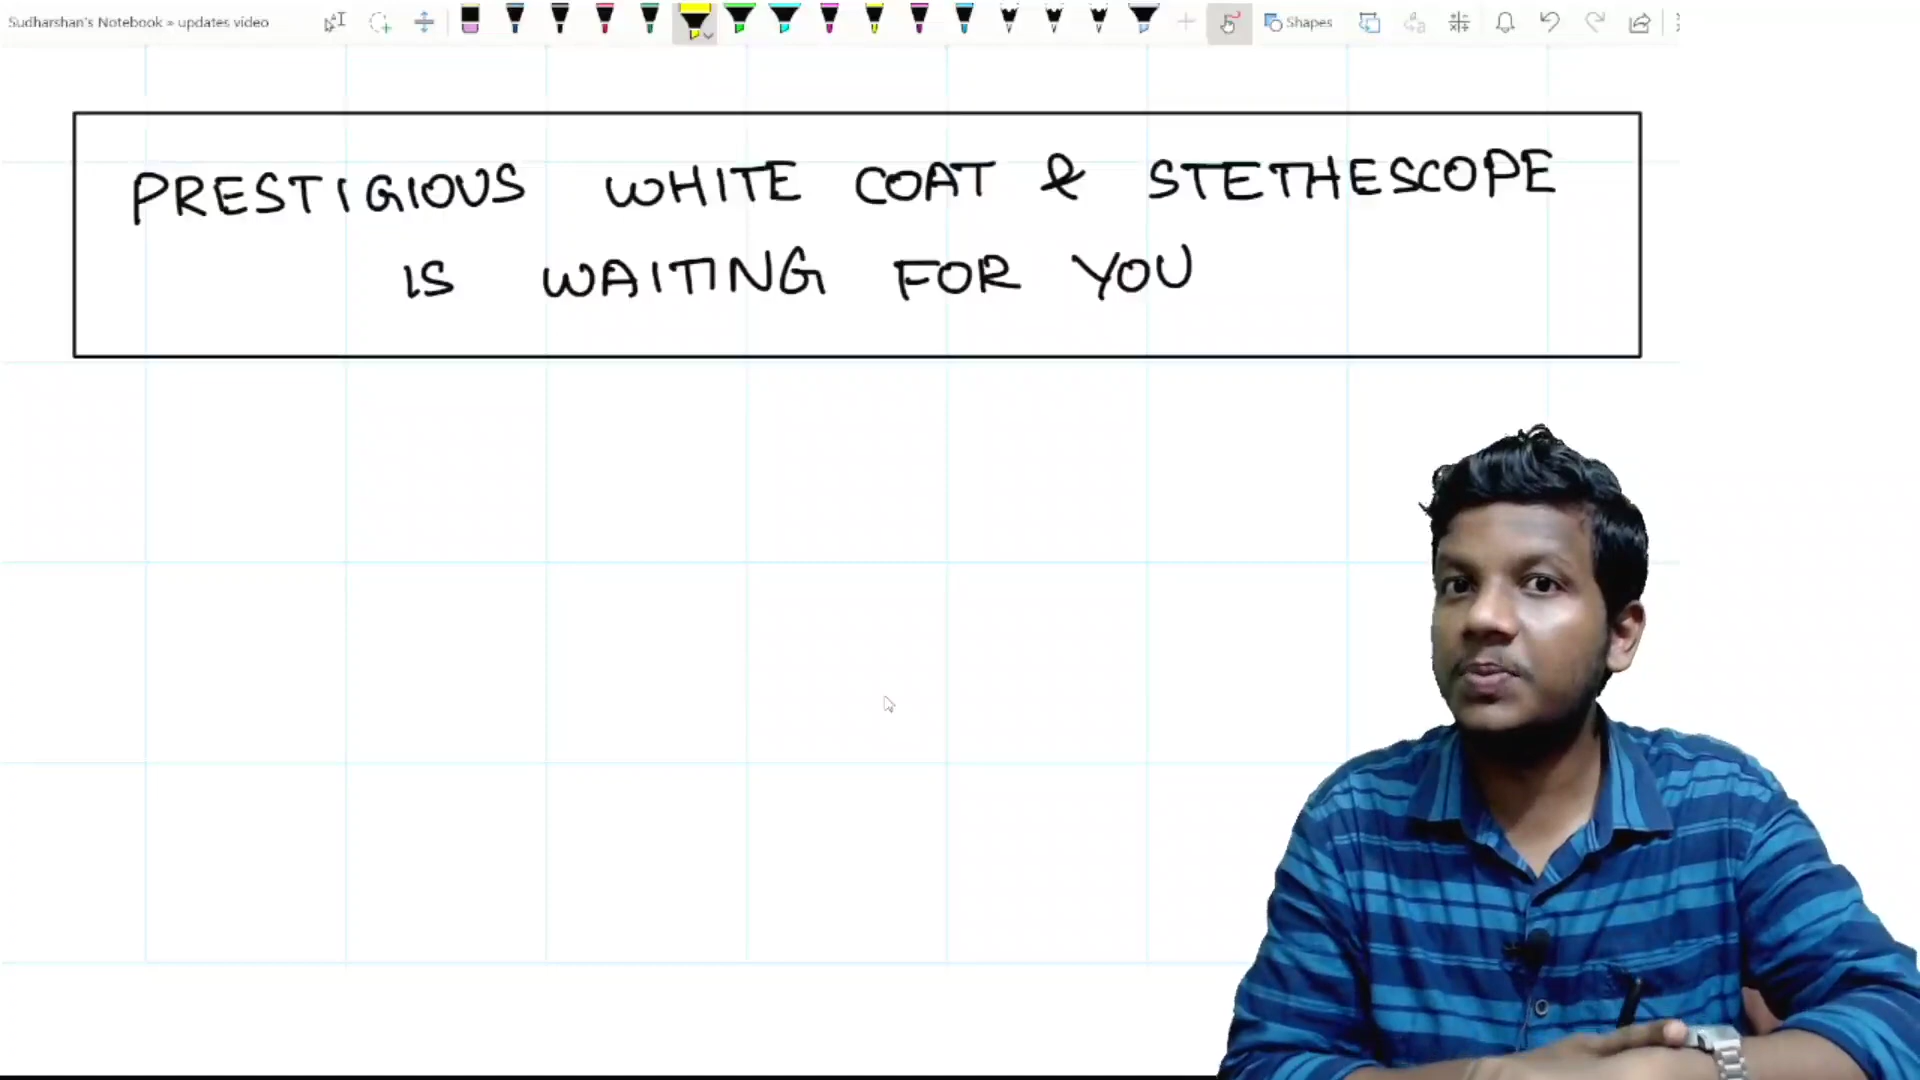 Sudharshan's Notebook » updates video
Shapes
PRESTIGIOUS WHITE COAT & STETHESCOPE
IS WAITING FOR YOU